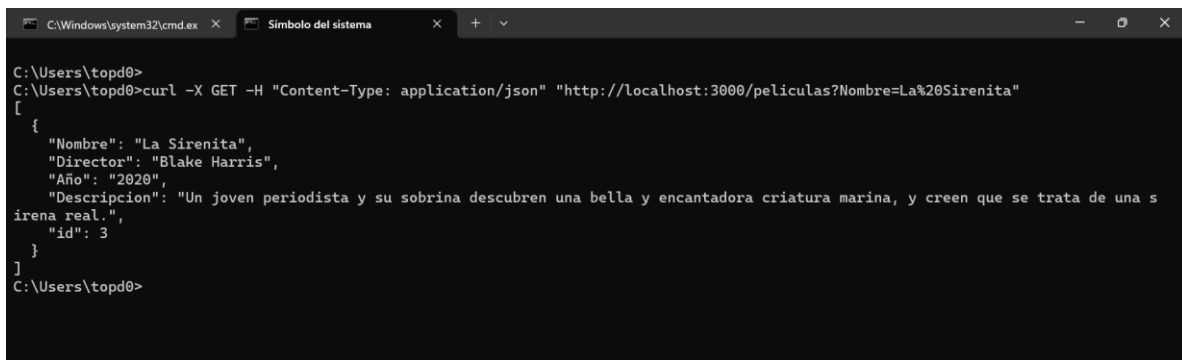 C:\Windows\system32\cmd.ex
Símbolo del sistema
C:\Users\topd0>
C:\Users\topd0>curl -X GET -H "Content-Type: application/json" "http://localhost:3000/peliculas?Nombre=La%20Sirenita"
[
  {
    "Nombre": "La Sirenita",
    "Director": "Blake Harris",
    "Año": "2020",
    "Descripcion": "Un joven periodista y su sobrina descubren una bella y encantadora criatura marina, y creen que se trata de una s
irena real.",
    "id": 3
  }
]
C:\Users\topd0>